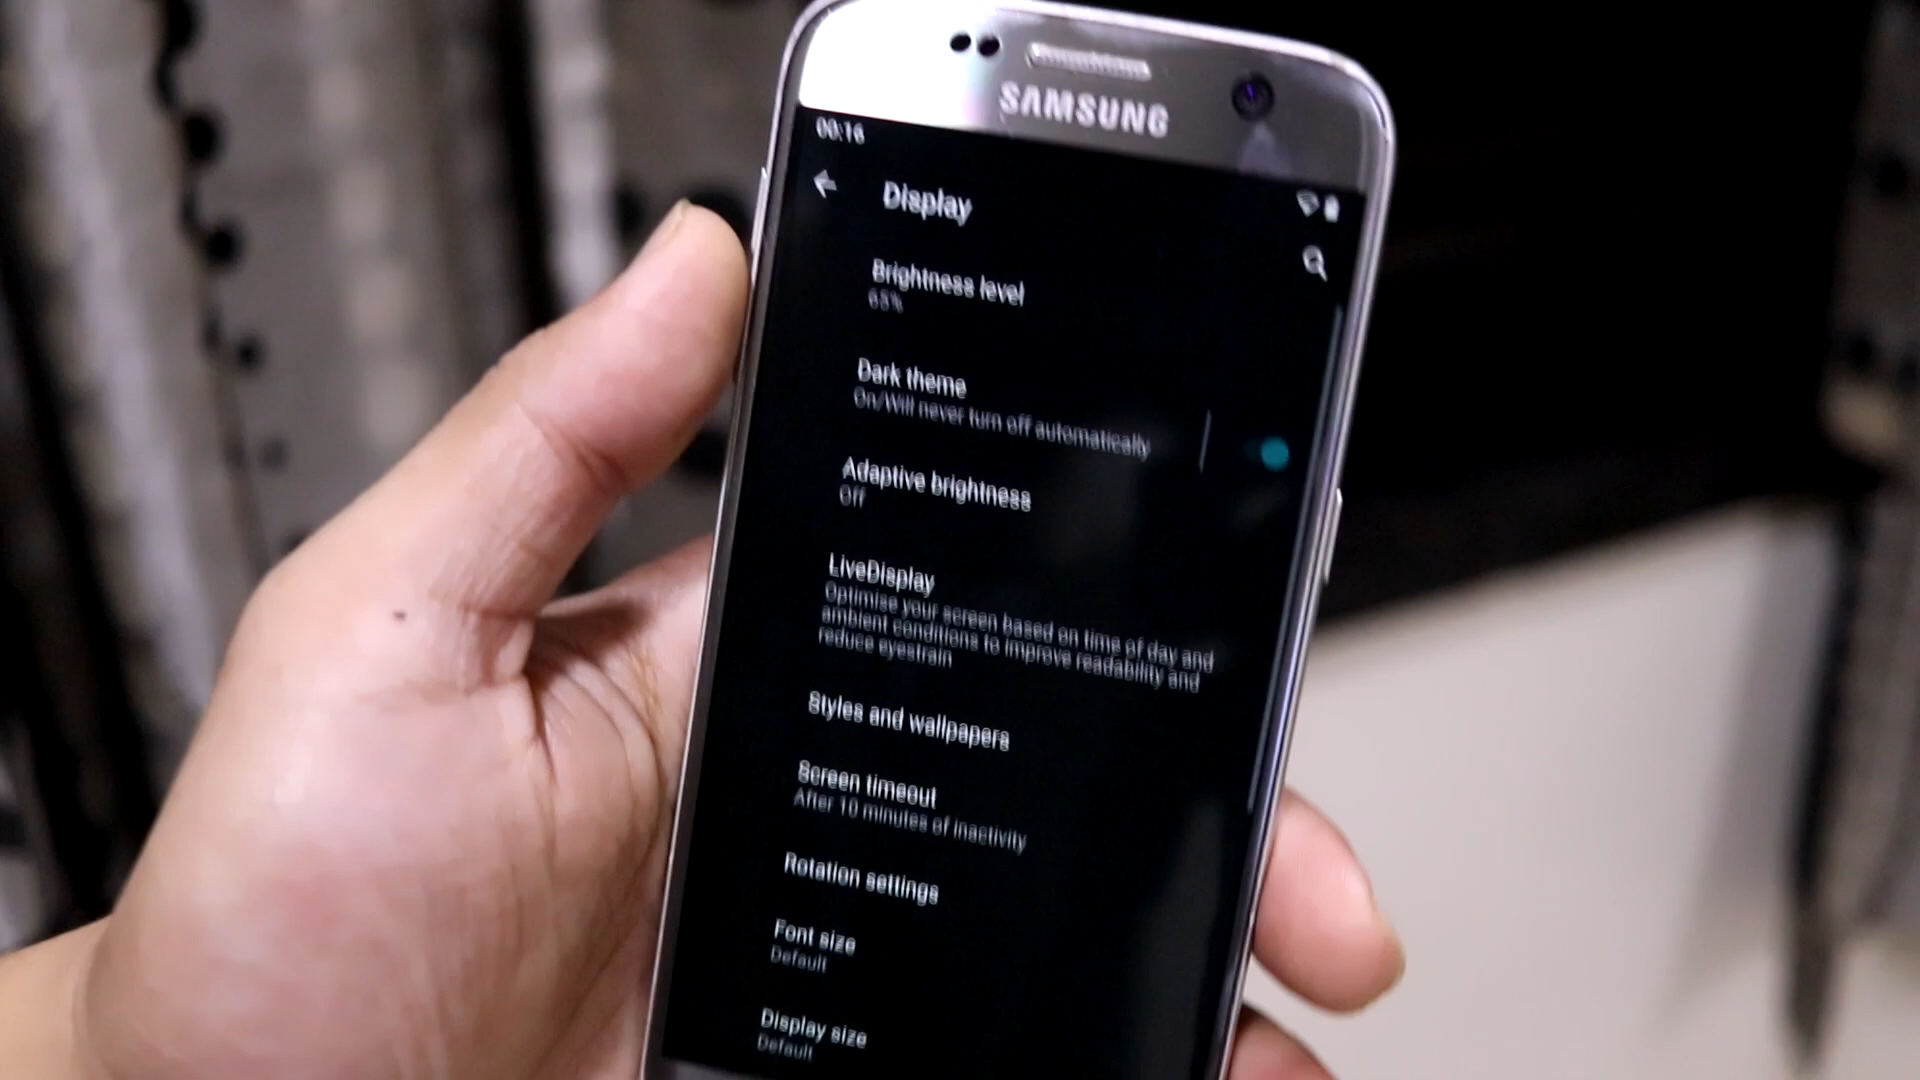 SAMSUNG
00:16
Display
Brightness level
65%
Dark theme
On/Will never turn off automatically
Adaptive brightness
Off
LiveDisplay
Optimise your screen based on time of day and
ambient conditions to improve readability and
reduce eyestrain
Styles and wallpapers
Screen timeout
After 10 minutes of inactivity
Rotation settings
Font size
Default
Display size
Default